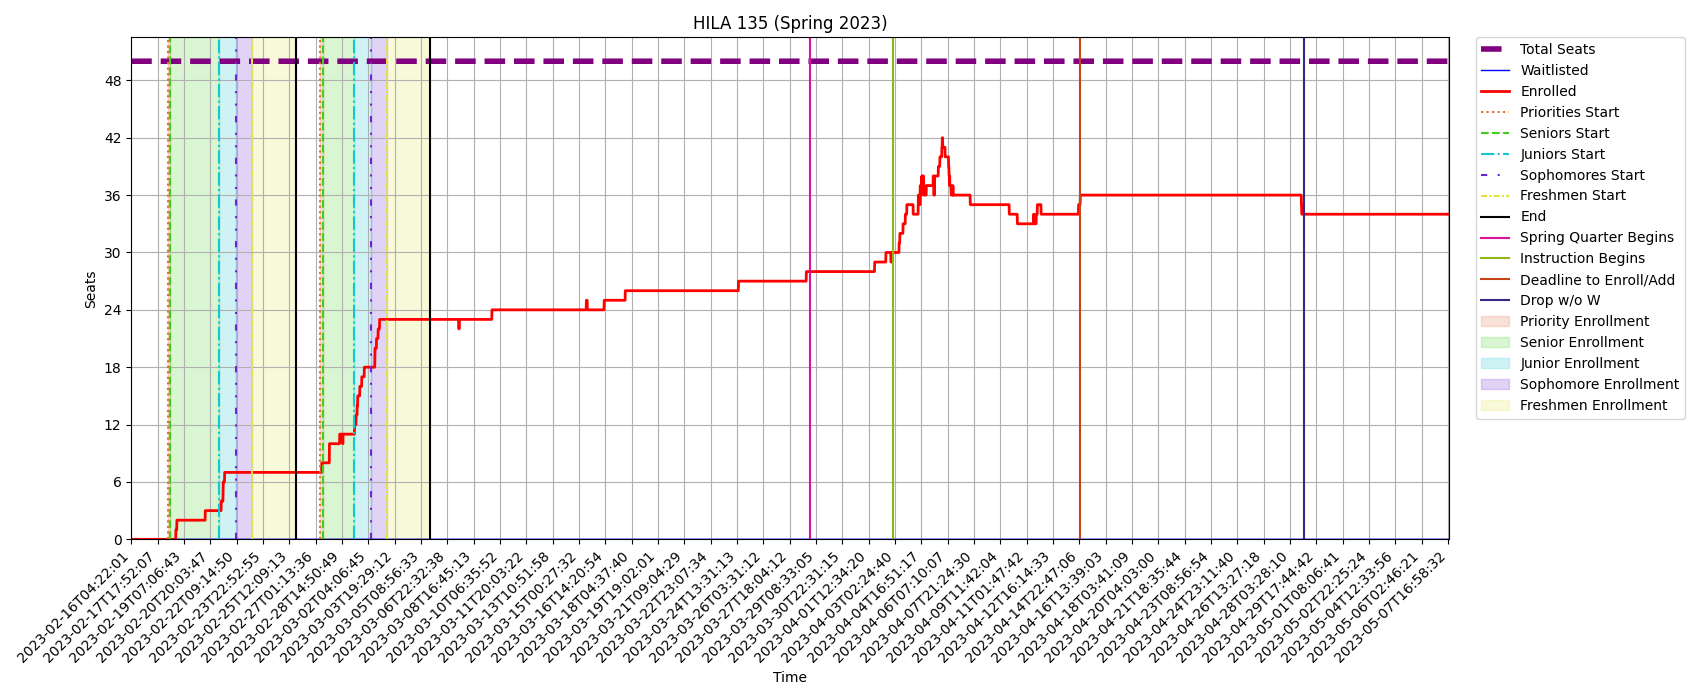 HILA 135 (Spring 2023)
Seats
48
42
36
30
24
18
12
6
0
2023-02-16T04:22:01
2023-02-17T17:52:07
2023-02-19T07:06:43
2023-02-20T20:03:47
2023-02-22T09:14:50
2023-02-23T22:52:55
2023-02-25T12:09:13
2023-02-27T01:13:36
2023-02-28T14:50:49
2023-03-02T04:06:45
2023-03-03T19:29:12
2023-03-05T08:56:33
2023-03-06T22:32:38
2023-03-08T16:45:13
2023-03-10T06:35:52
2023-03-11T20:03:22
2023-03-13T10:51:58
2023-03-15T00:27:32
2023-03-16T14:20:54
2023-03-18T04:37:40
2023-03-19T19:02:01
2023-03-21T09:04:29
2023-03-22T23:07:34
2023-03-24T13:31:13
2023-03-26T03:31:12
2023-03-27T18:04:12
2023-03-29T08:33:05
2023-03-30T22:31:15
2023-04-01T12:34:20
2023-04-03T02:24:40
2023-04-04T16:51:17
2023-04-06T07:10:07
2023-04-07T21:24:30
2023-04-09T11:42:04
2023-04-11T01:47:42
2023-04-12T16:14:33
2023-04-14T22:47:06
2023-04-16T13:39:03
2023-04-18T03:41:09
2023-04-20T04:03:00
2023-04-21T18:35:44
2023-04-23T08:56:54
2023-04-24T23:11:40
2023-04-26T13:27:18
2023-04-28T03:28:10
2023-04-29T17:44:42
2023-05-01T08:06:41
2023-05-02T22:25:24
2023-05-04T12:33:56
2023-05-06T02:46:21
2023-05-07T16:58:32
Time
Total Seats
Waitlisted
Enrolled
Priorities Start
Seniors Start
Juniors Start
Sophomores Start
Freshmen Start
End
Spring Quarter Begins
Instruction Begins
Deadline to Enroll/Add
Drop w/o W
Priority Enrollment
Senior Enrollment
Junior Enrollment
Sophomore Enrollment
Freshmen Enrollment